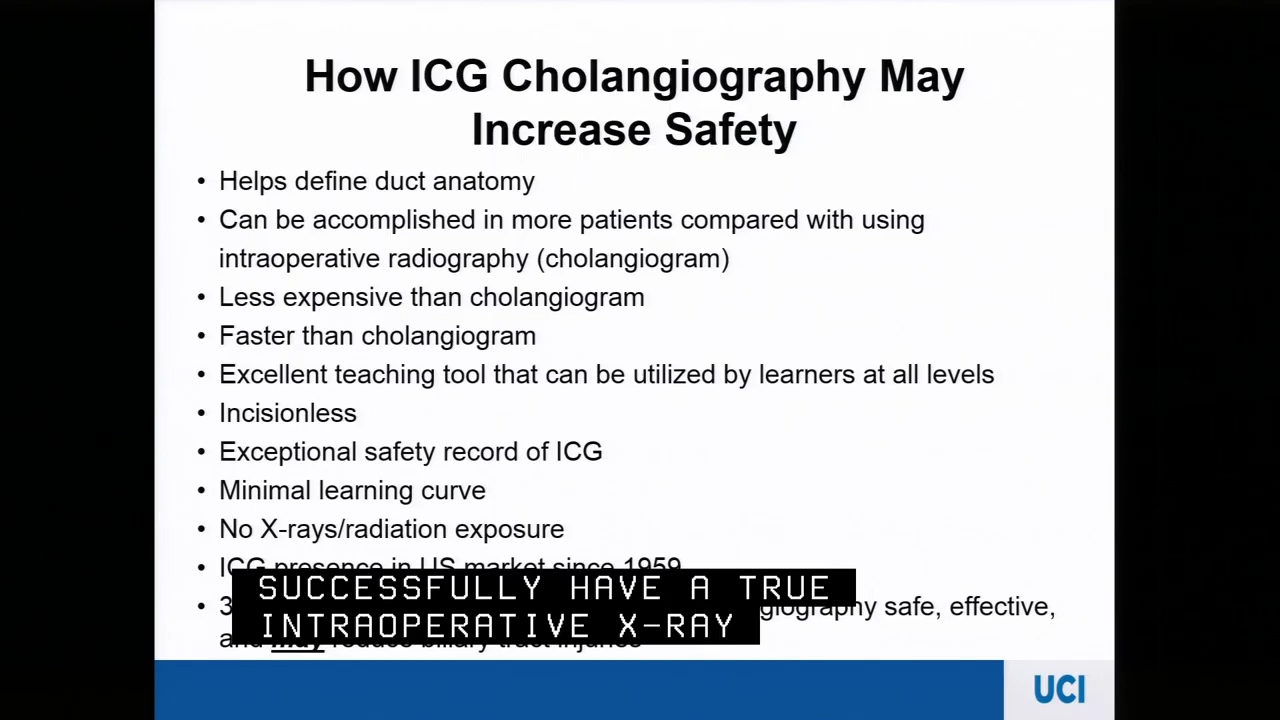 How ICG Cholangiography May
Increase Safety
• Helps define duct anatomy
• Can be accomplished in more patients compared with using
intraoperative radiography (cholangiogram)
• Less expensive than cholangiogram
• Faster than cholangiogram
• Excellent teaching tool that can be utilized by learners at all levels
• Incisionless
• Exceptional safety record of ICG
• Minimal learning curve
• No X-rays/radiation exposure
• ICG presence in US market since 1959
SUCCESSFULLY HAVE A TRUE
• 3 safe, effective,
INTRAOPERATIVE X-RAY
and may reduce biliary tract injuries
UCI